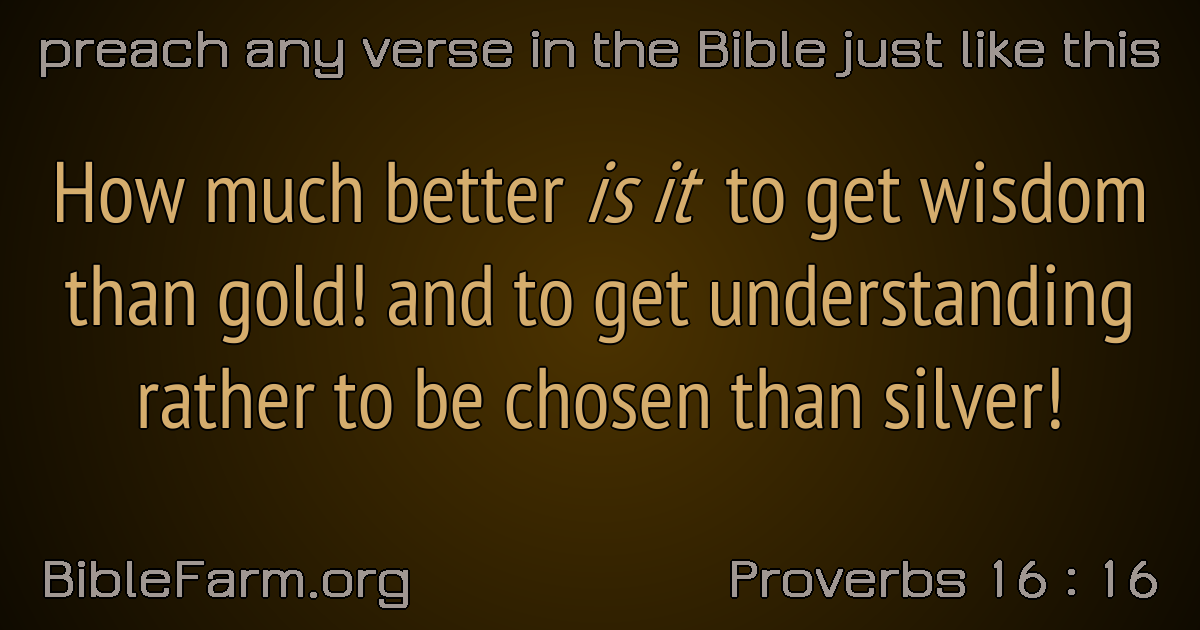 preach any verse in the Bible just like this
How much better is it to get wisdom
than gold! and to get understanding
rather to be chosen than silver!
BibleFarm.org
Proverbs 16 : 16